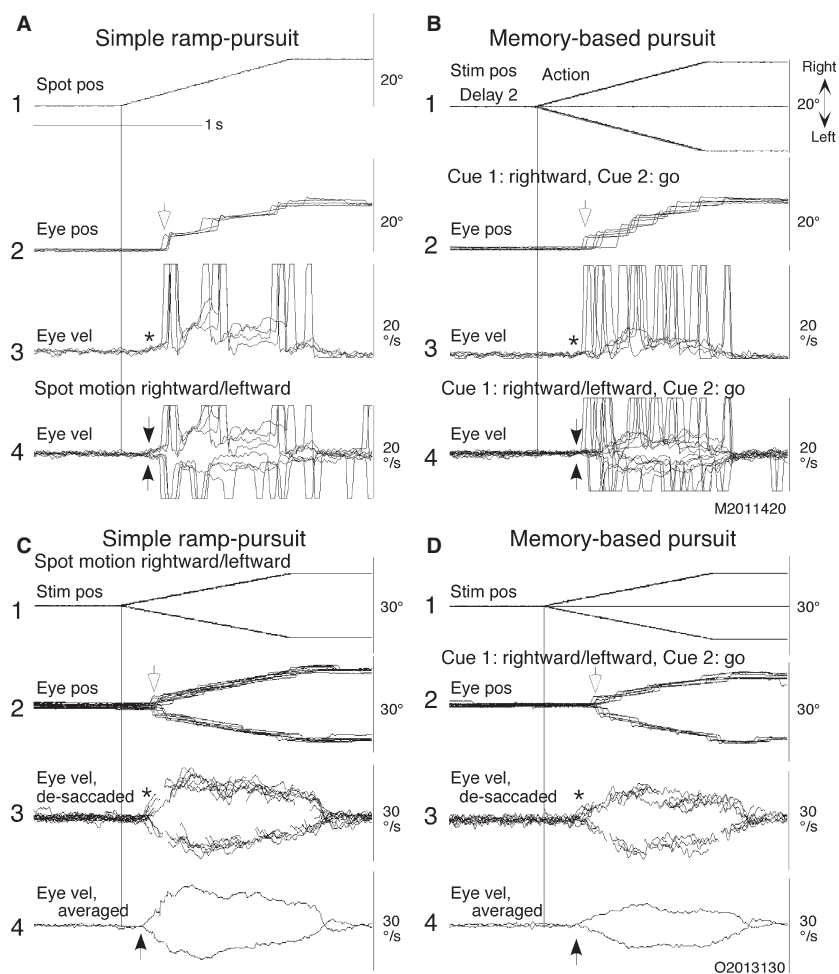 A
Simple ramp-pursuit
Spot pos
1
20°
1 s
Eye pos
2
20°
Eye vel
*
3
20
°/s
Spot motion rightward/leftward
Eye vel
4
20
°/s
B
Memory-based pursuit
Stim pos
Action
Delay 2
1
20°
Right
Left
Cue 1: rightward, Cue 2: go
Eye pos
2
20°
Eye vel
*
3
20
°/s
Cue 1: rightward/leftward, Cue 2: go
Eye vel
4
20
°/s
M2011420
C
Simple ramp-pursuit
Spot motion rightward/leftward
Stim pos
1
30°
Eye pos
2
30°
Eye vel,
de-saccaded
*
3
30
°/s
Eye vel,
averaged
4
30
°/s
D
Memory-based pursuit
Stim pos
1
30°
Cue 1: rightward/leftward, Cue 2: go
Eye pos
2
30°
Eye vel,
de-saccaded
*
3
30
°/s
Eye vel,
averaged
4
30
°/s
O2013130